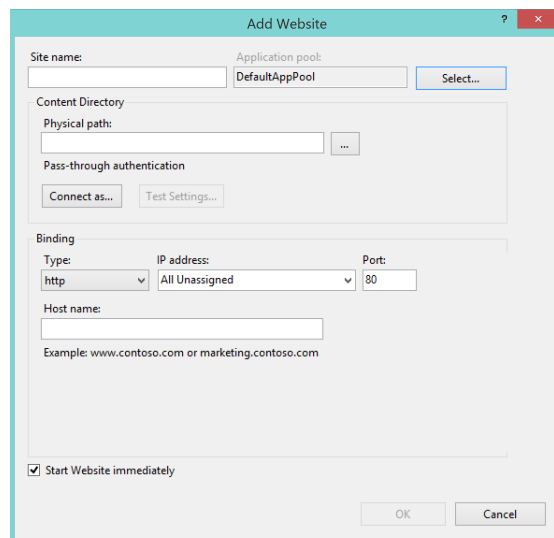 Add Website
? ×
Site name:
Application pool:
DefaultAppPool
Select...
Content Directory
Physical path:
...
Pass-through authentication
Connect as...
Test Settings...
Binding
Type:
IP address:
Port:
http
All Unassigned
80
Host name:
Example: www.contoso.com or marketing.contoso.com
Start Website immediately
OK
Cancel